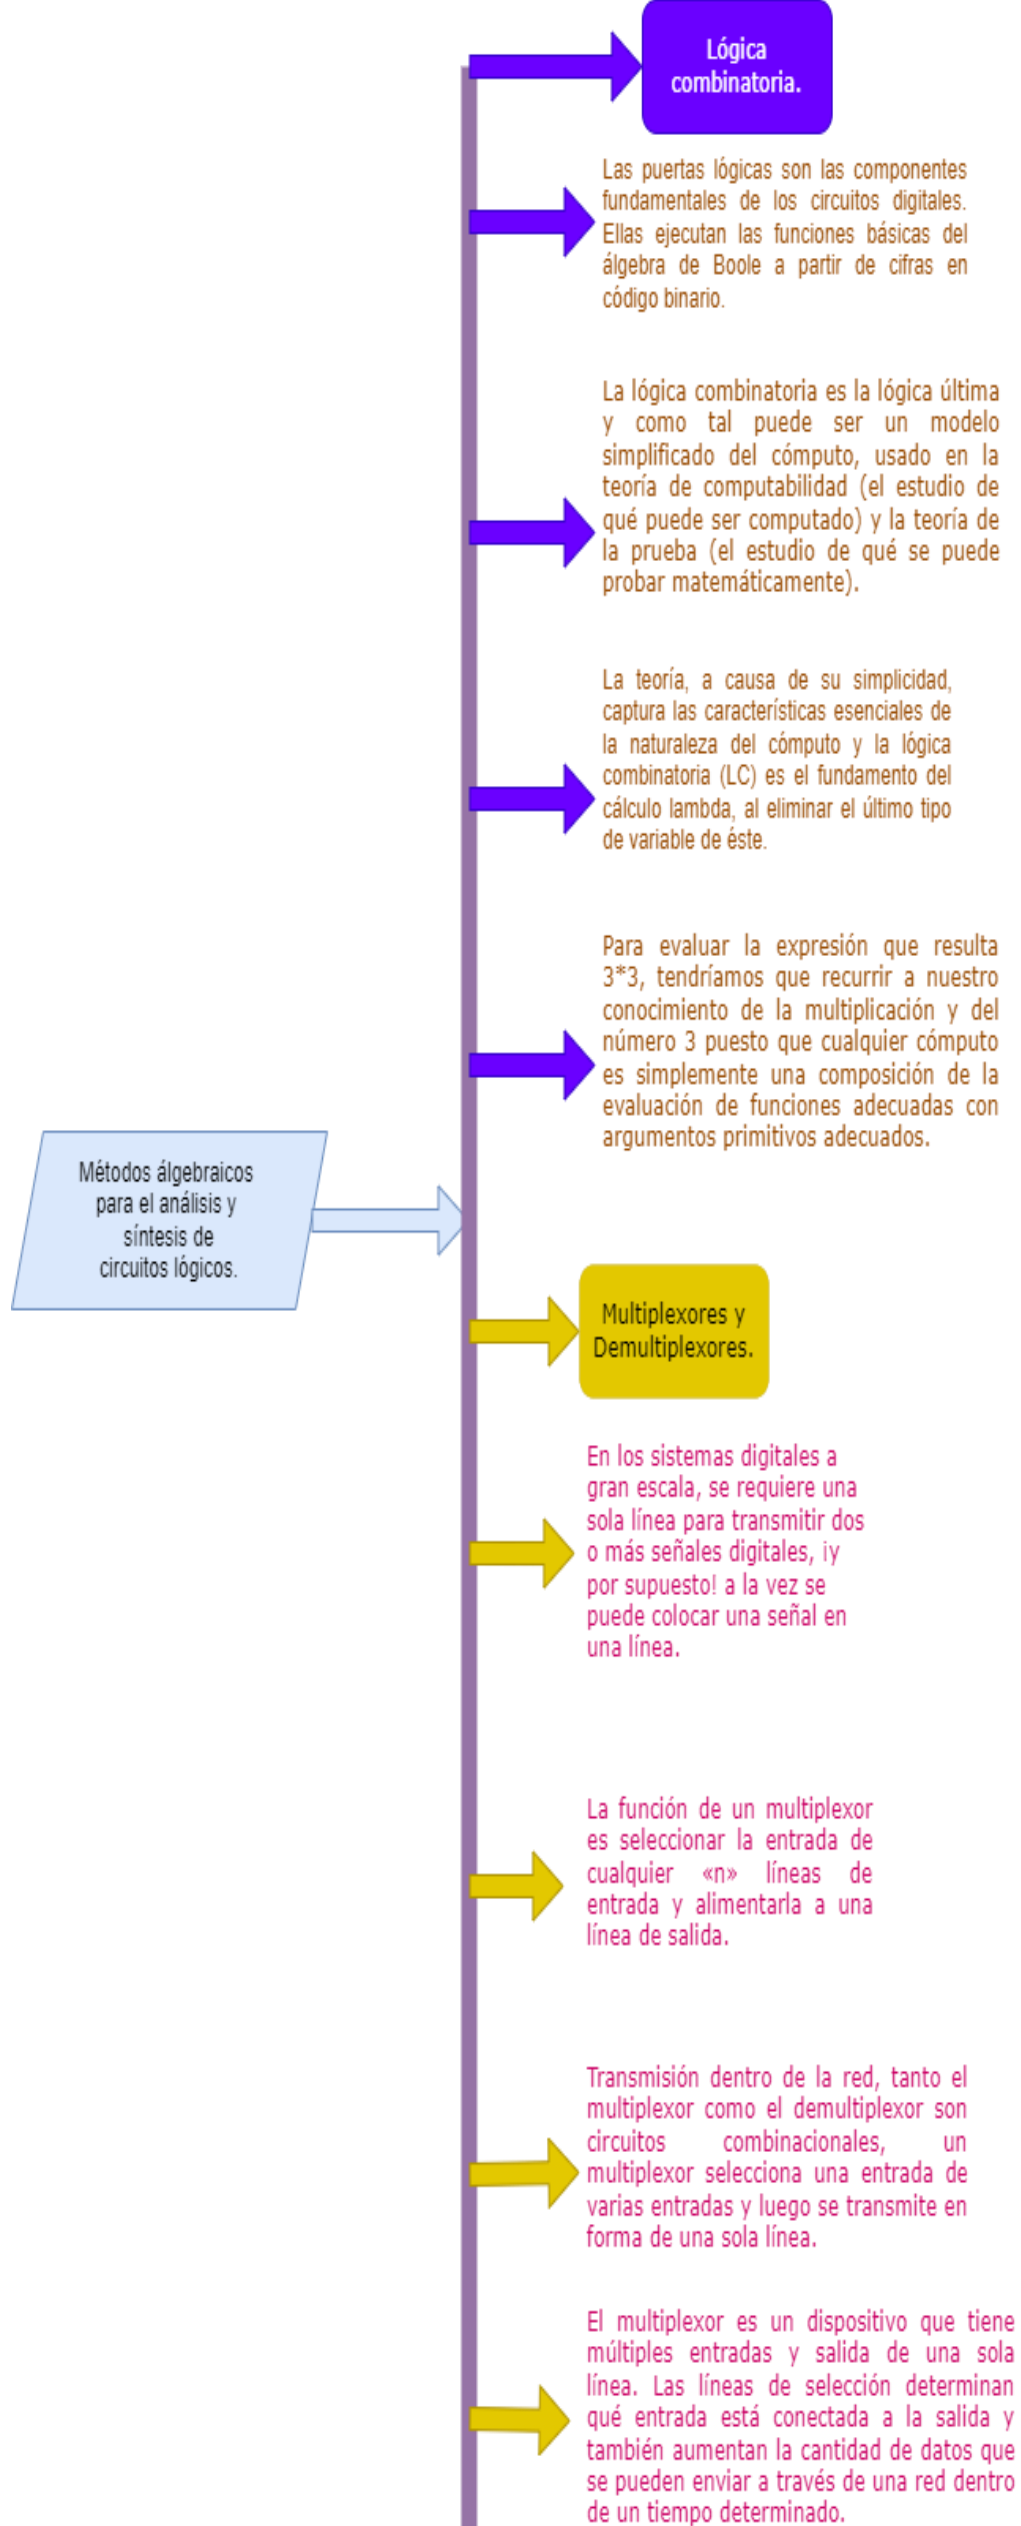 Lógica
combinatoria.
Las puertas lógicas son las componentes
fundamentales de los circuitos digitales.
Ellas ejecutan las funciones básicas del
álgebra de Boole a partir de cifras en
código binario.
La lógica combinatoria es la lógica última
y como tal puede ser un modelo
simplificado del cómputo, usado en la
teoría de computabilidad (el estudio de
qué puede ser computado) y la teoría de
la prueba (el estudio de qué se puede
probar matemáticamente).
La teoría, a causa de su simplicidad,
captura las características esenciales de
la naturaleza del cómputo y la lógica
combinatoria (LC) es el fundamento del
cálculo lambda, al eliminar el último tipo
de variable de éste.
Para evaluar la expresión que resulta
3*3, tendríamos que recurrir a nuestro
conocimiento de la multiplicación y del
número 3 puesto que cualquier cómputo
es simplemente una composición de la
evaluación de funciones adecuadas con
argumentos primitivos adecuados.
Métodos álgebraicos
para el análisis y
síntesis de
circuitos lógicos.
Multiplexores y
Demultiplexores.
En los sistemas digitales a
gran escala, se requiere una
sola línea para transmitir dos
o más señales digitales, ¡y
por supuesto! a la vez se
puede colocar una señal en
una línea.
La función de un multiplexor
es seleccionar la entrada de
cualquier «n» líneas de
entrada y alimentarla a una
línea de salida.
Transmisión dentro de la red, tanto el
multiplexor como el demultiplexor son
circuitos combinacionales, un
multiplexor selecciona una entrada de
varias entradas y luego se transmite en
forma de una sola línea.
El multiplexor es un dispositivo que tiene
múltiples entradas y salida de una sola
línea. Las líneas de selección determinan
qué entrada está conectada a la salida y
también aumentan la cantidad de datos que
se pueden enviar a través de una red dentro
de un tiempo determinado.